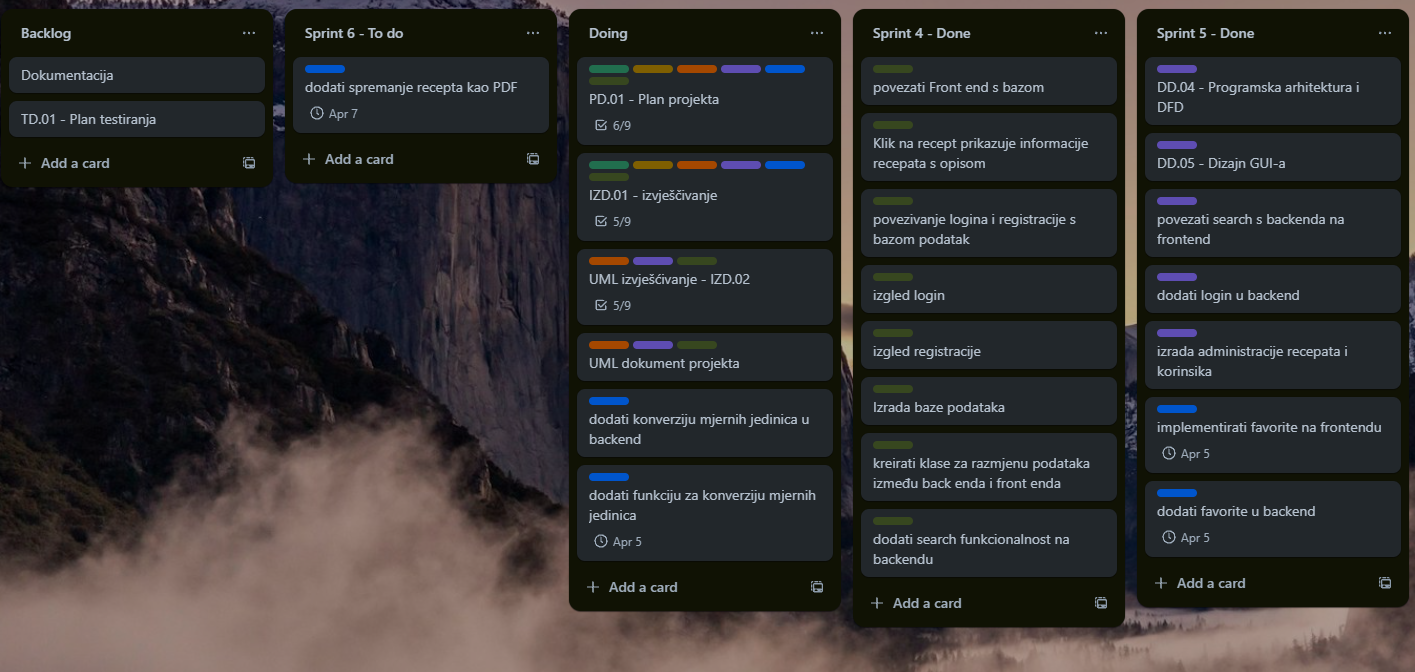 Backlog
Dokumentacija
TD.01 - Plan testiranja
Add a card
Sprint 6 - To do
dodati spremanje recepta kao PDF
Apr 7
Add a card
Doing
PD.01 - Plan projekta
6/9
IZD.01 - izvješčivanje
5/9
UML izvješćivanje - IZD.02
5/9
UML dokument projekta
dodati konverziju mjernih jedinica u
backend
dodati funkciju za konverziju mjernih
jedinica
Apr 5
Add a card
Sprint 4 - Done
povezati Front end s bazom
Klik na recept prikazuje informacije
recepata s opisom
povezivanje logina i registracije s
bazom podatak
izgled login
izgled registracije
Izrada baze podataka
kreirati klase za razmjenu podataka
između back enda i front enda
dodati search funkcionalnost na
backendu
Add a card
Sprint 5 - Done
DD.04 - Programska arhitektura i
DFD
DD.05 - Dizajn GUI-a
povezati search s backenda na
frontend
dodati login u backend
izrada administracije recepata i
korinsika
implementirati favorite na frontendu
Apr 5
dodati favorite u backend
Apr 5
Add a card